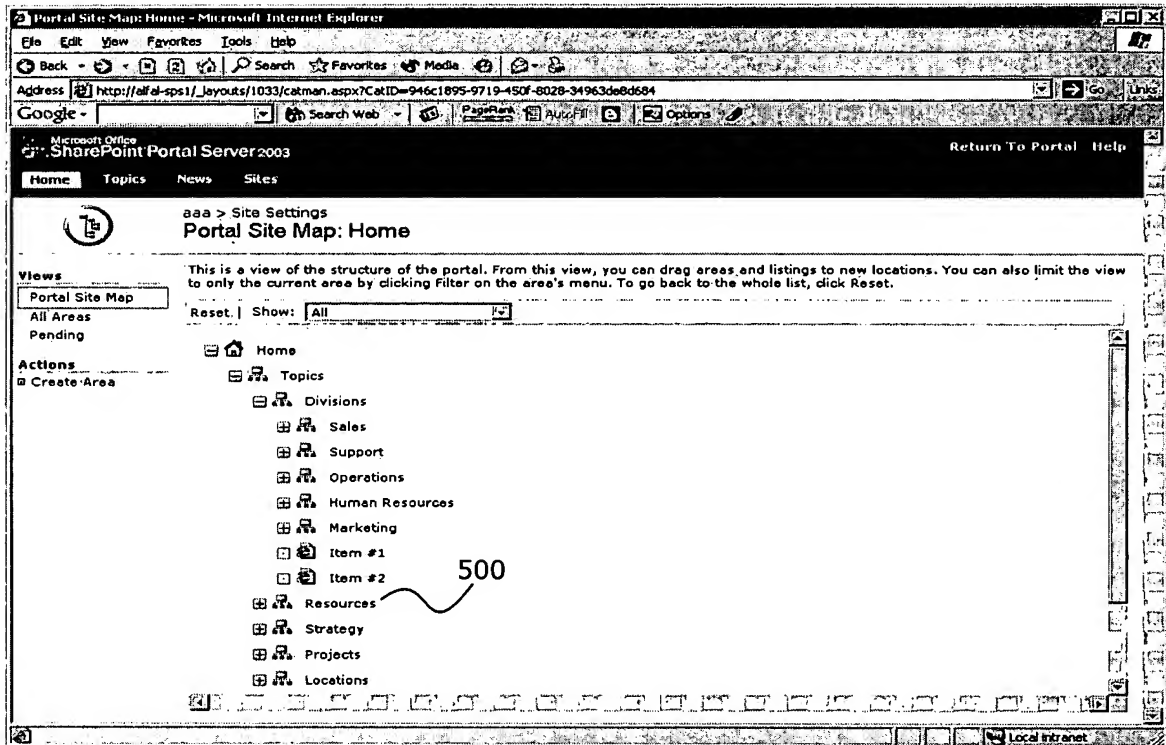 Portal Site Map: Home - Microsoft Internet Explorer
File Edit View Favorites Tools Help
Back Search Favorites Media
Address http://alfal-sps1/_layouts/1033/catman.aspx?CatID=946c1895-9719-450f-8028-34963de8d684 Go Links
Google Search Web PageRank AutoFill Options
Microsoft Office
SharePoint Portal Server 2003 Return To Portal Help
Home Topics News Sites
aaa > Site Settings
Portal Site Map: Home
Views
Portal Site Map
All Areas
Pending
Actions
Create Area
This is a view of the structure of the portal. From this view, you can drag areas and listings to new locations. You can also limit the view
to only the current area by clicking Filter on the area's menu. To go back to the whole list, click Reset.
Reset | Show: All
Home
Topics
Divisions
Sales
Support
Operations
Human Resources
Marketing
Item #1
Item #2
500
Resources
Strategy
Projects
Locations
Local intranet